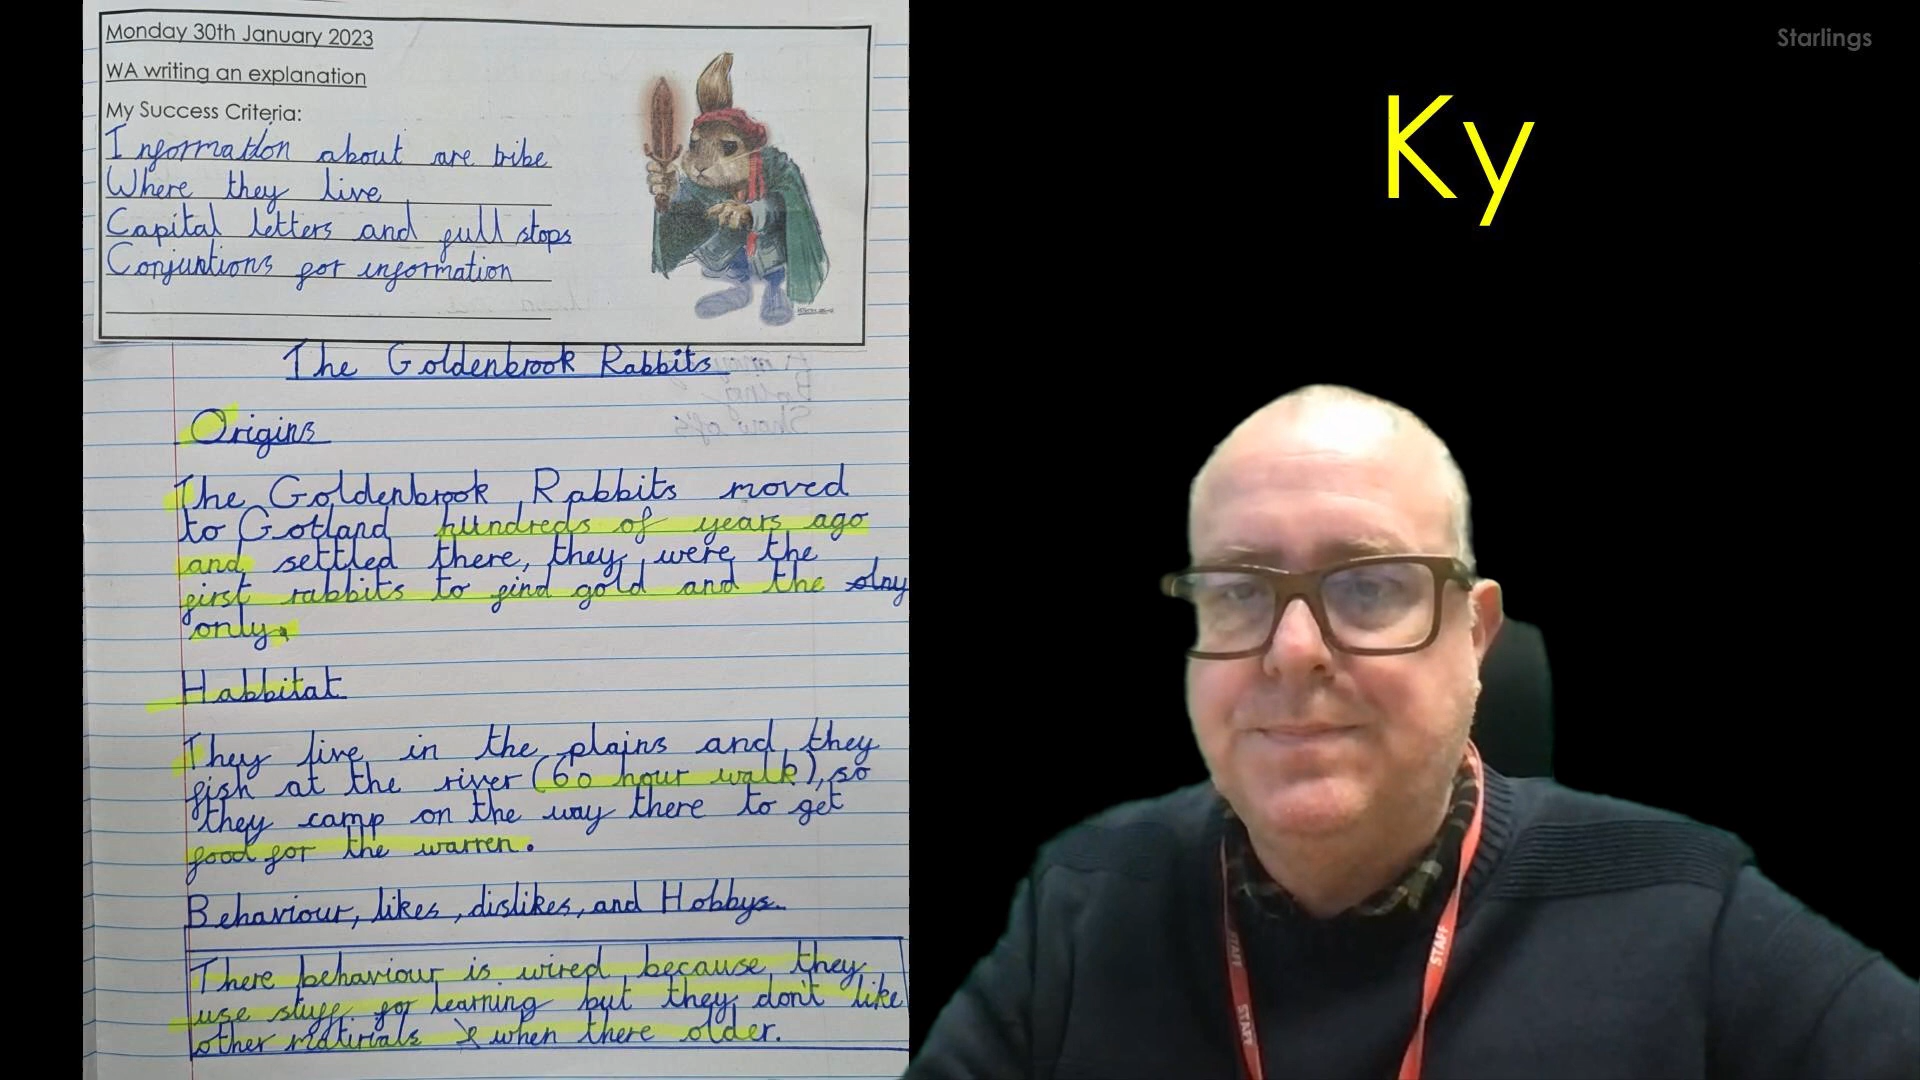 Monday 30th January 2023
WA writing an explanation
My Success Criteria:
Information about are tribe
Where they live
Capital letters and full stops
Conjuntions for information
The Goldenbrook Rabbits
Origins
The Goldenbrook Rabbits moved
to Gotland hundreds of years ago
and settled there, they were the
first rabbits to find gold and the olny
only.
Habbitat
They live in the plains and they
fish at the river (60 hour walk), so
they camp on the way there to get
food for the warren.
Behaviour, likes, dislikes, and Hobbys.
There behaviour is wired because they
use stuff for learning but they don't like
other matirials when there older.
Starlings
Ky
STAFF
STAFF
STAFF